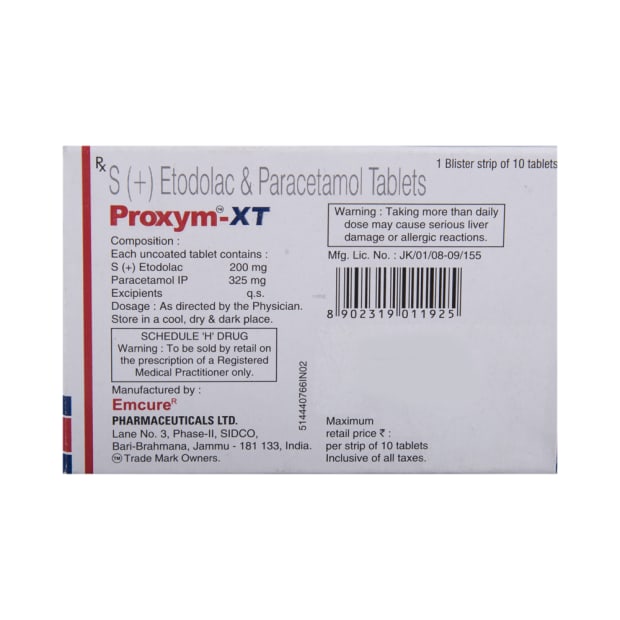 Rx
S (+) Etodolac & Paracetamol Tablets
1 Blister strip of 10 tablets
Proxym™-XT
Composition :
Each uncoated tablet contains :
S (+) Etodolac 200 mg
Paracetamol IP 325 mg
Excipients q.s.
Dosage : As directed by the Physician.
Store in a cool, dry & dark place.
SCHEDULE 'H' DRUG
Warning : To be sold by retail on
the prescription of a Registered
Medical Practitioner only.
Manufactured by :
Emcureᴿ
PHARMACEUTICALS LTD.
Lane No. 3, Phase-II, SIDCO,
Bari-Brahmana, Jammu - 181 133, India.
™ Trade Mark Owners.
514440766IN02
Warning : Taking more than daily
dose may cause serious liver
damage or allergic reactions.
Mfg. Lic. No. : JK/01/08-09/155
8 902319 011925
Maximum
retail price ₹ :
per strip of 10 tablets
Inclusive of all taxes.